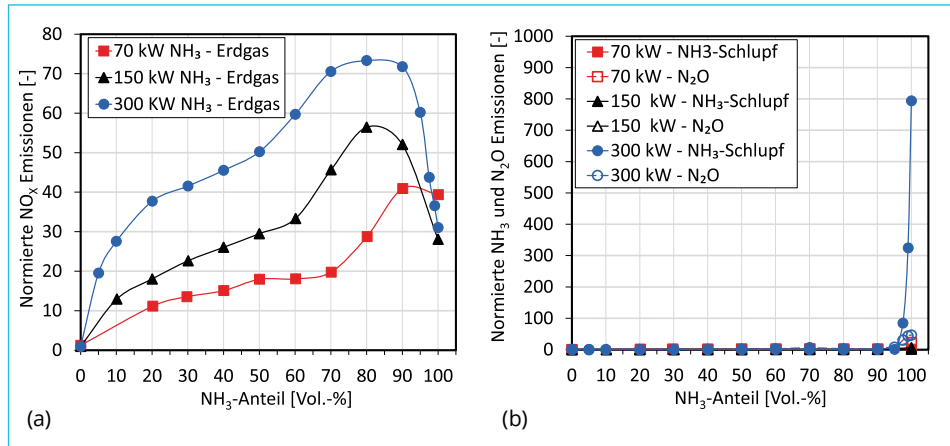 Normierte NOX Emissionen [-]
80
70
60
50
40
30
20
10
0
70 kW NH₃ - Erdgas
150 kW NH₃ - Erdgas
300 KW NH₃ - Erdgas
0 10 20 30 40 50 60 70 80 90 100
NH₃-Anteil [Vol.-%]
(a)
Normierte NH₃ und N₂O Emissionen [-]
1000
900
800
700
600
500
400
300
200
100
0
70 kW - NH3-Schlupf
70 kW - N₂O
150 kW - NH₃-Schlupf
150 kW - N₂O
300 kW - NH₃-Schlupf
300 kW - N₂O
0 10 20 30 40 50 60 70 80 90 100
NH₃-Anteil [Vol.-%]
(b)